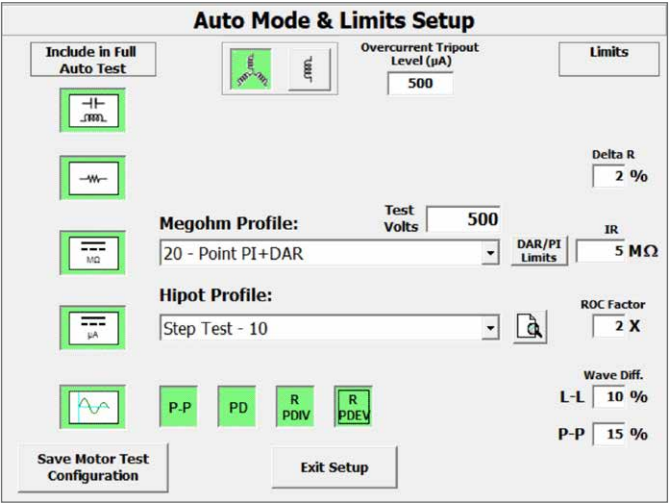 Auto Mode & Limits Setup
Include in Full
Auto Test
Overcurrent Tripout
Level (µA)
500
Limits
Delta R
2 %
Megohm Profile:
Test
Volts
500
20 - Point PI+DAR
DAR/PI
Limits
IR
5 MΩ
MΩ
Hipot Profile:
Step Test - 10
ROC Factor
2 X
µA
Wave Diff.
L-L 10 %
P-P
PD
R
PDIV
R
PDEV
P-P 15 %
Save Motor Test
Configuration
Exit Setup